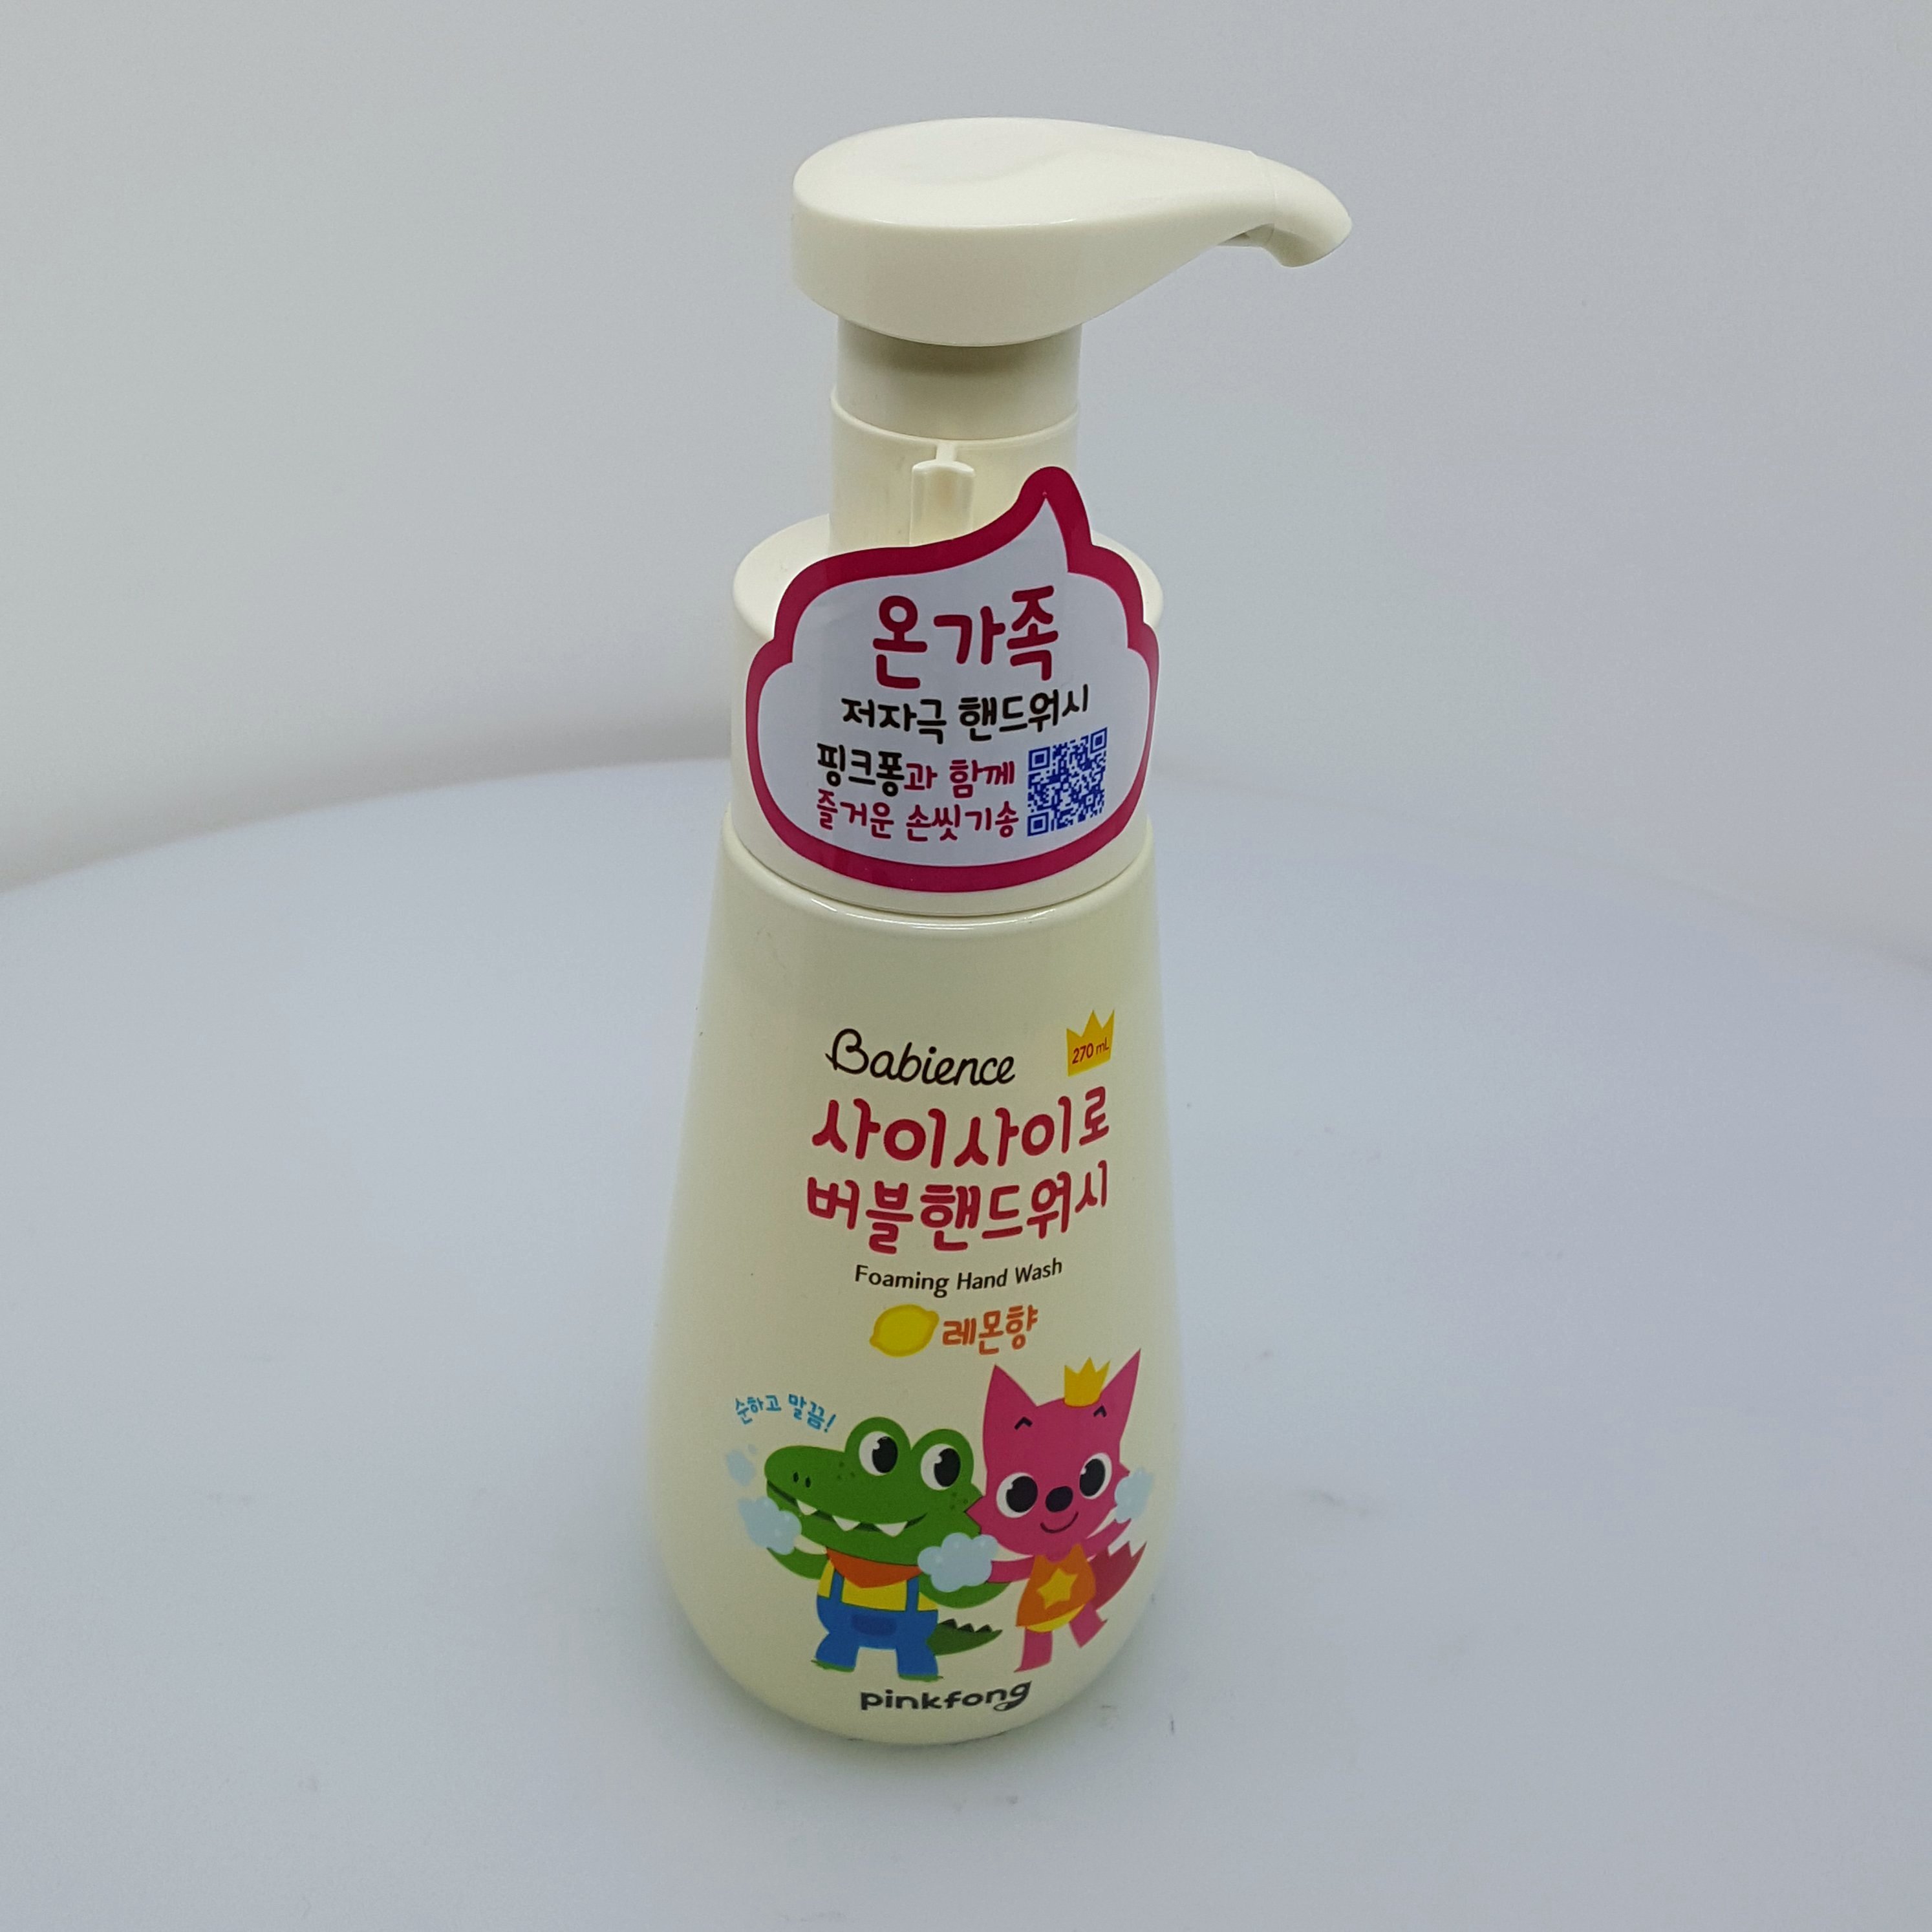 온가족
저자극 핸드워시
핑크퐁과 함께
즐거운 손씻기송
Babience
270 mL
사이사이로
버블핸드워시
Foaming Hand Wash
레몬향
순하고 말끔!
pinkfong